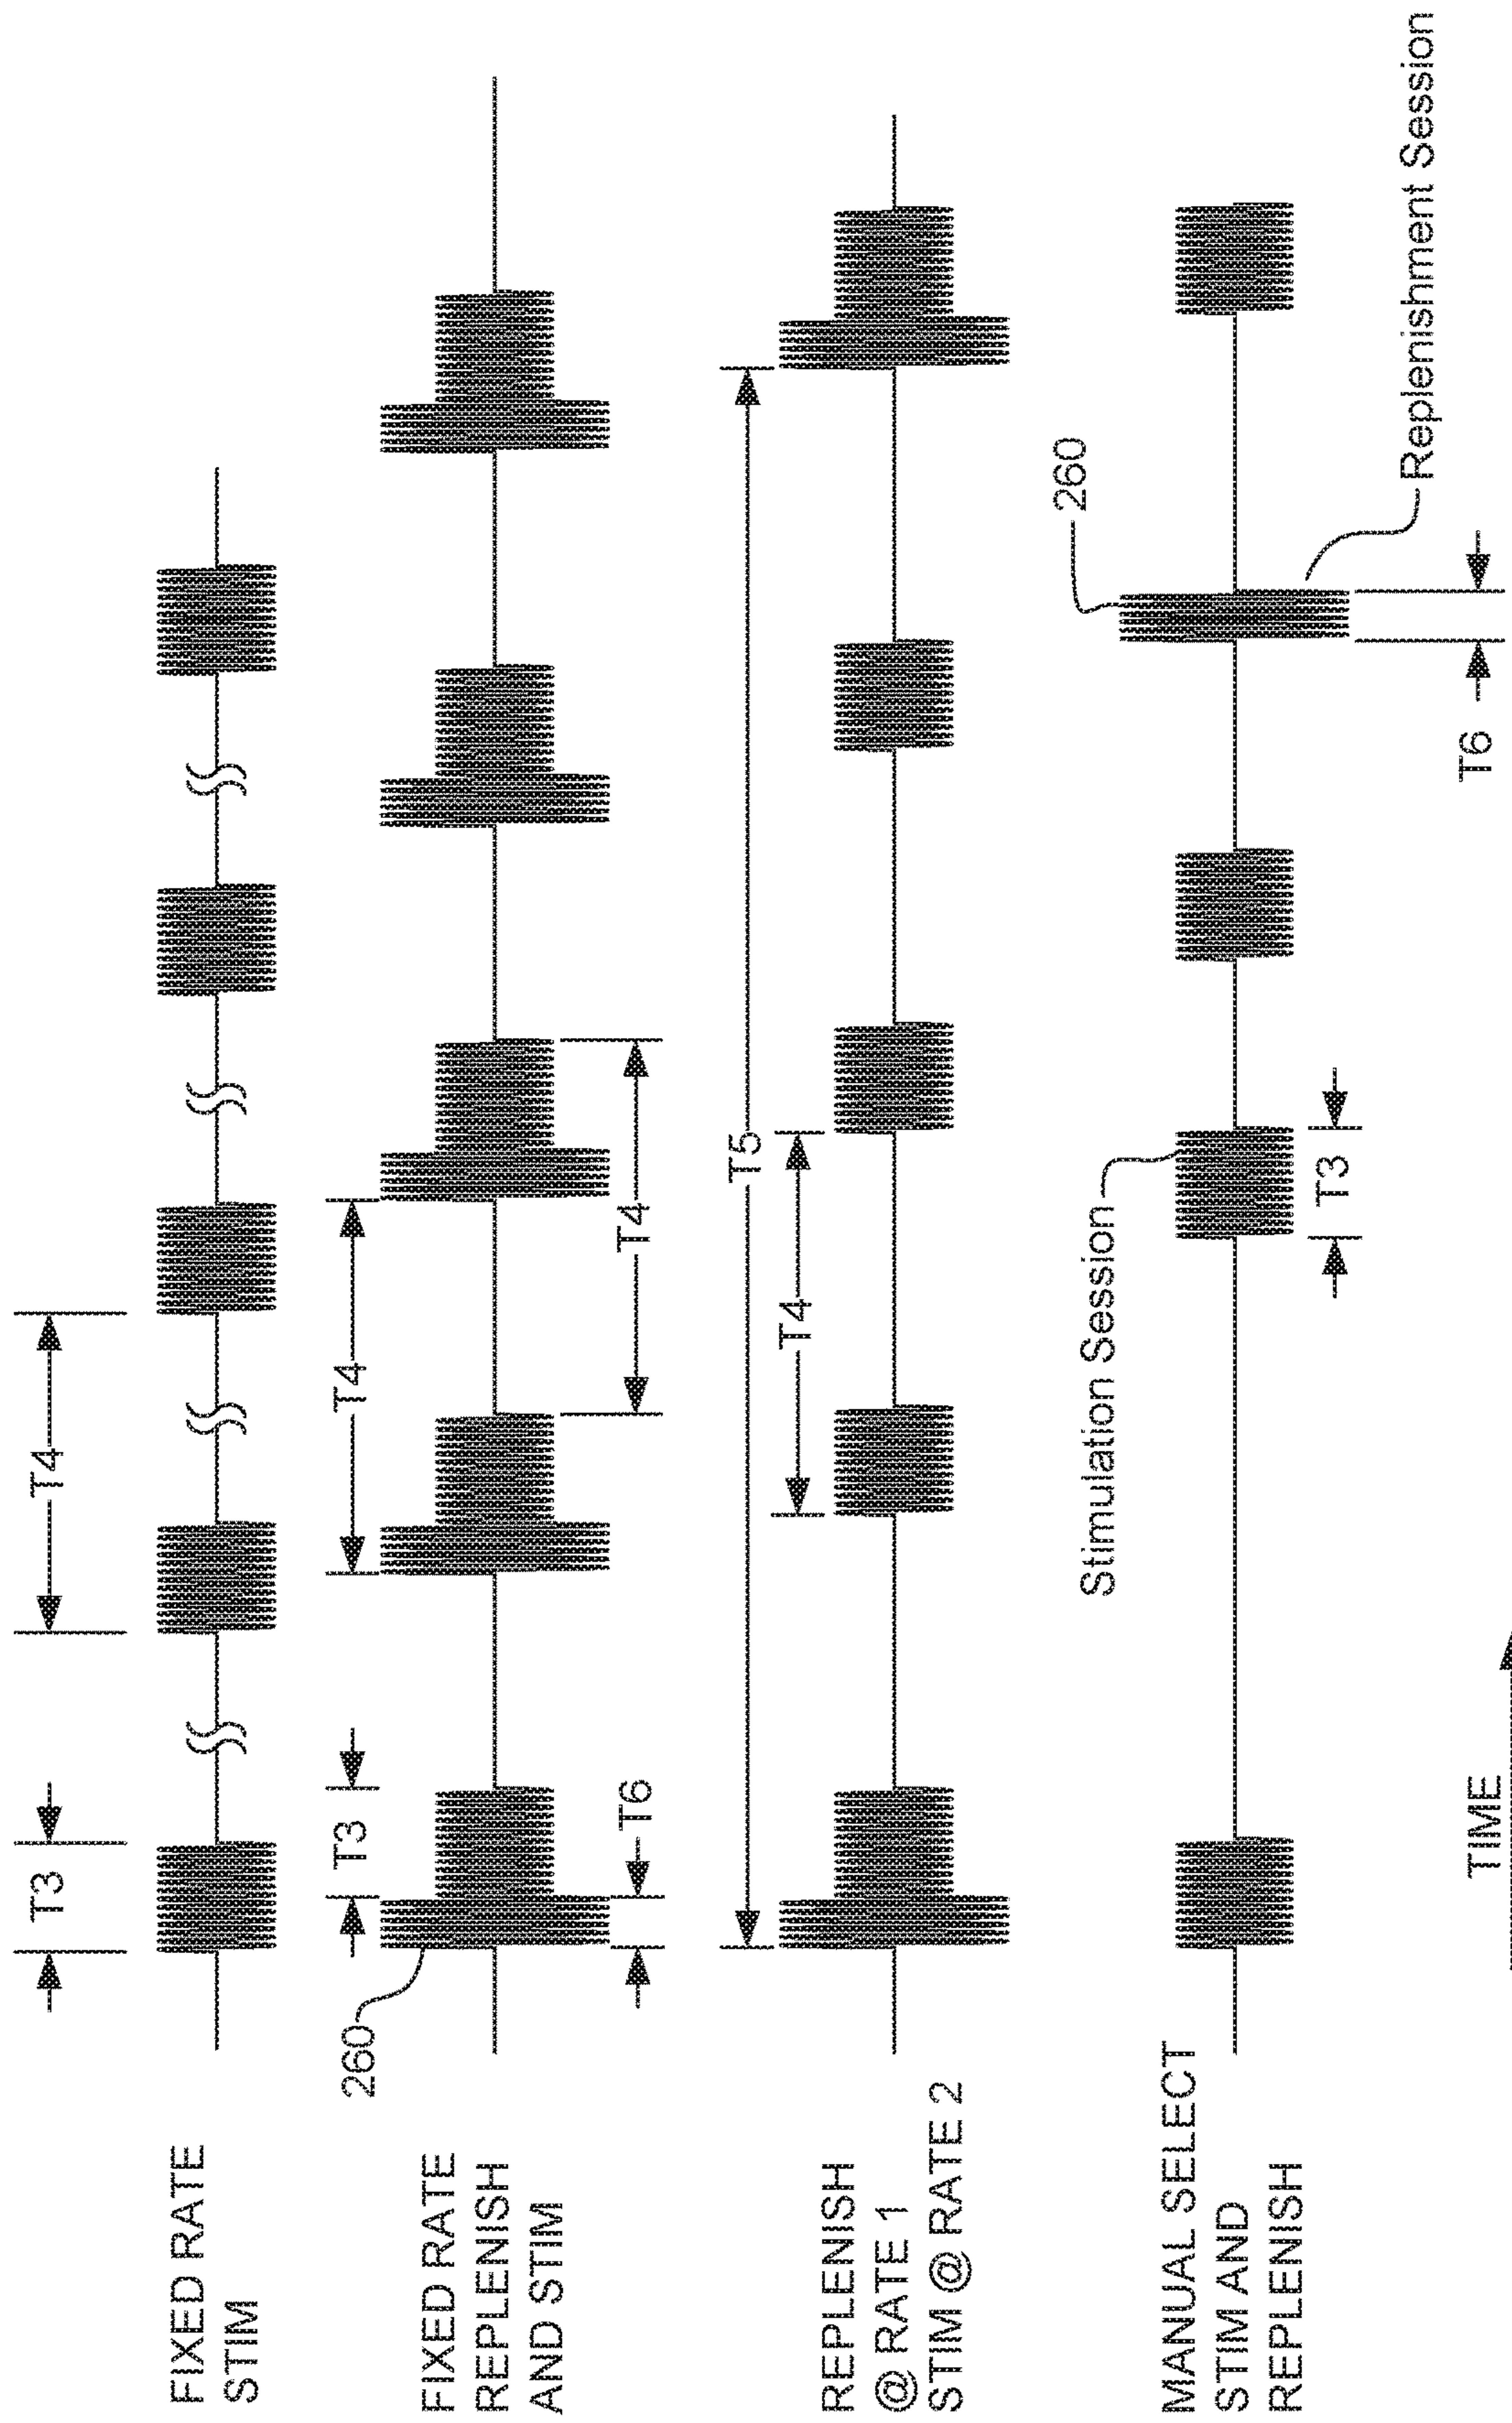 T3
T4
FIXED RATE
STIM
T3
T4
260
T6
T4
FIXED RATE
REPLENISH
AND STIM
T5
T4
REPLENISH
@ RATE 1
STIM @ RATE 2
260
Stimulation Session
T3
Replenishment Session
T6
MANUAL SELECT
STIM AND
REPLENISH
TIME